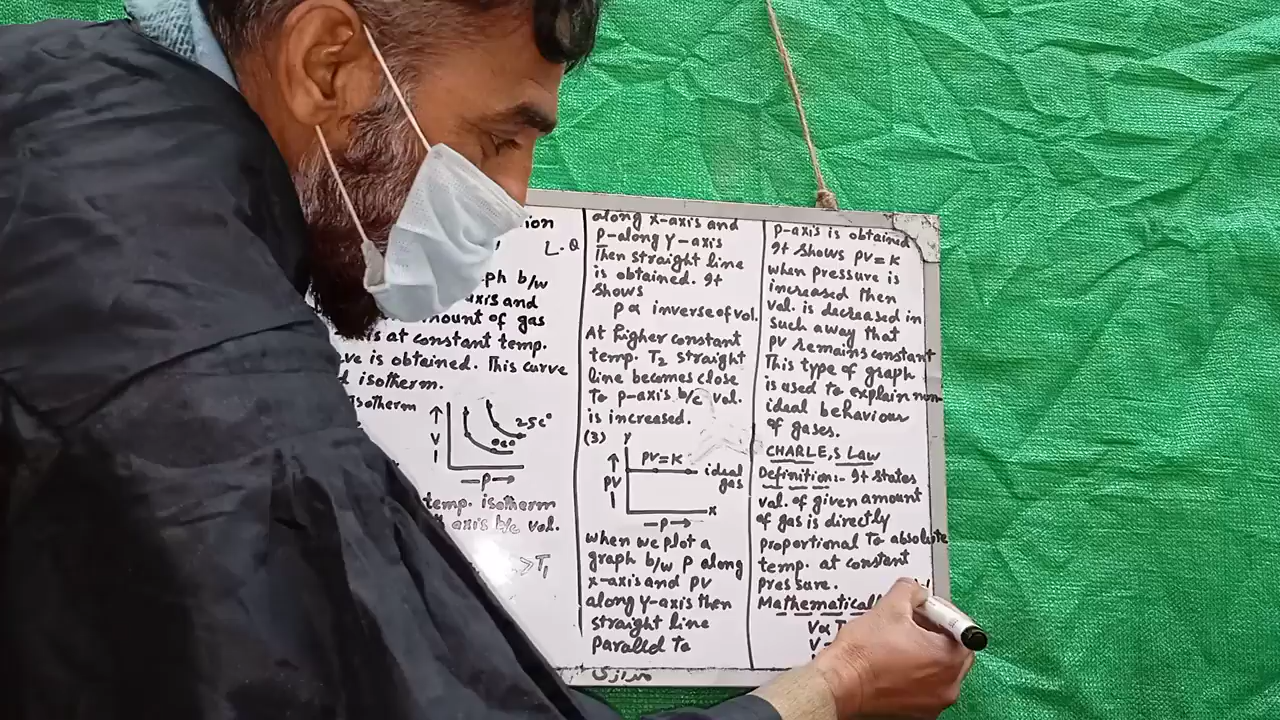 L.Q
ph b/w
axis and
mount of gas
s at constant temp.
ve is obtained. This curve
isotherm.
Isotherm
V
25c°
0c°
P
temp. isotherm
axis b/c vol.
>T₁
along x-axis and
P-along Y-axis
Then straight line
is obtained. It
shows
P ∝ inverse of vol.
At higher constant
temp. T₂ straight
line becomes close
To P-axis b/c vol.
is increased.
(3)
Y
PV=K
ideal
gas
PV
x
P
when we plot a
graph b/w P along
x-axis and PV
along Y-axis then
straight line
Paralled To
P-axis is obtained
It shows PV=K
when pressure is
increased then
vol. is decreased in
such away that
PV remains constant
This type of graph
is used to explain non
ideal behaviour
of gases.
CHARLE,S LAW
Definition:- It states
vol. of given amount
of gas is directly
proportional To absolute
temp. at constant
pressure.
Mathematicall
V∝T
V=